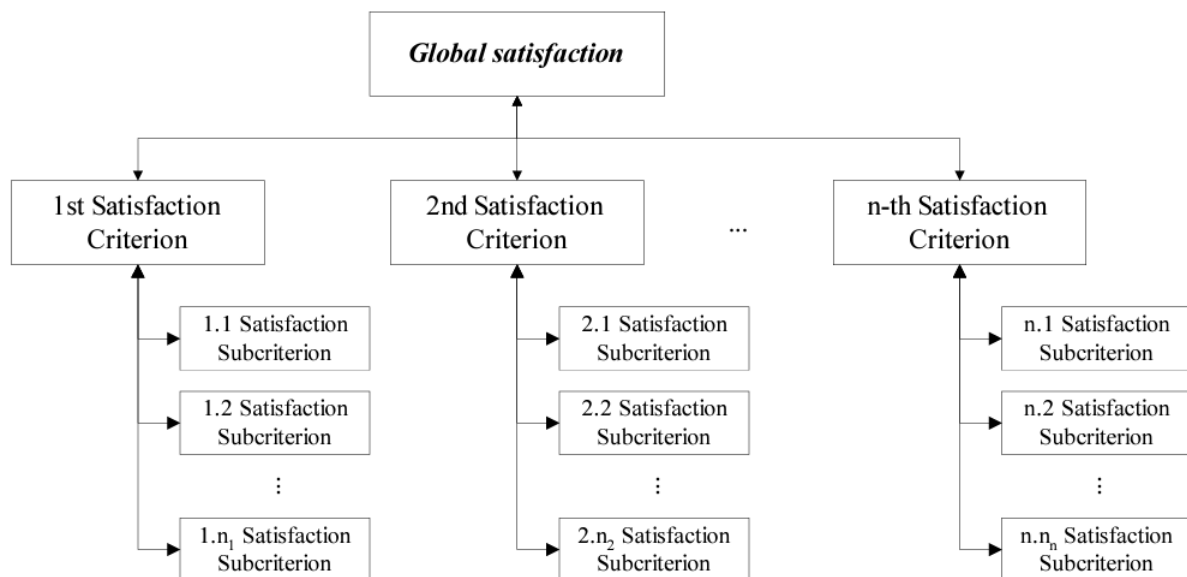 Global satisfaction
1st Satisfaction
Criterion
2nd Satisfaction
Criterion
...
n-th Satisfaction
Criterion
1.1 Satisfaction
Subcriterion
2.1 Satisfaction
Subcriterion
n.1 Satisfaction
Subcriterion
1.2 Satisfaction
Subcriterion
2.2 Satisfaction
Subcriterion
n.2 Satisfaction
Subcriterion
⋮
⋮
⋮
1.n₁ Satisfaction
Subcriterion
2.n₂ Satisfaction
Subcriterion
n.nₙ Satisfaction
Subcriterion